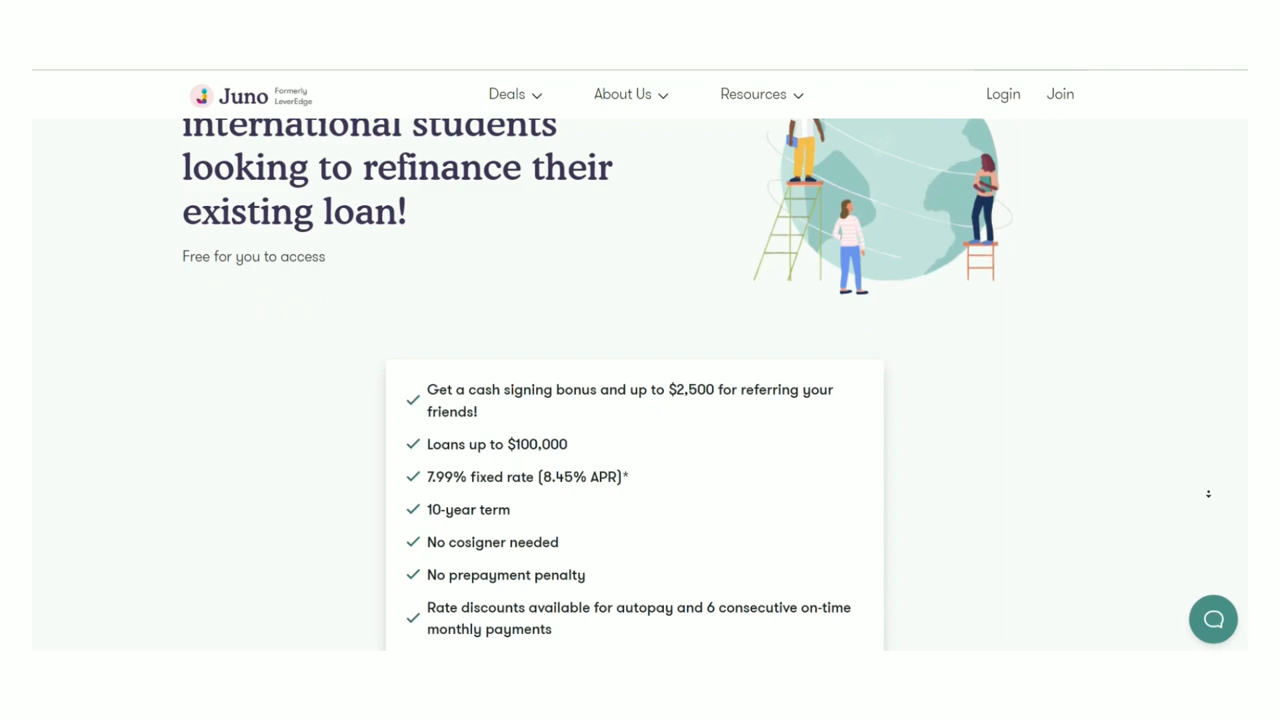 Juno Formerly
LeverEdge
Deals
About Us
Resources
Login
Join
international students
looking to refinance their
existing loan!
Free for you to access
Get a cash signing bonus and up to $2,500 for referring your
friends!
Loans up to $100,000
7.99% fixed rate (8.45% APR)*
10-year term
No cosigner needed
No prepayment penalty
Rate discounts available for autopay and 6 consecutive on-time
monthly payments